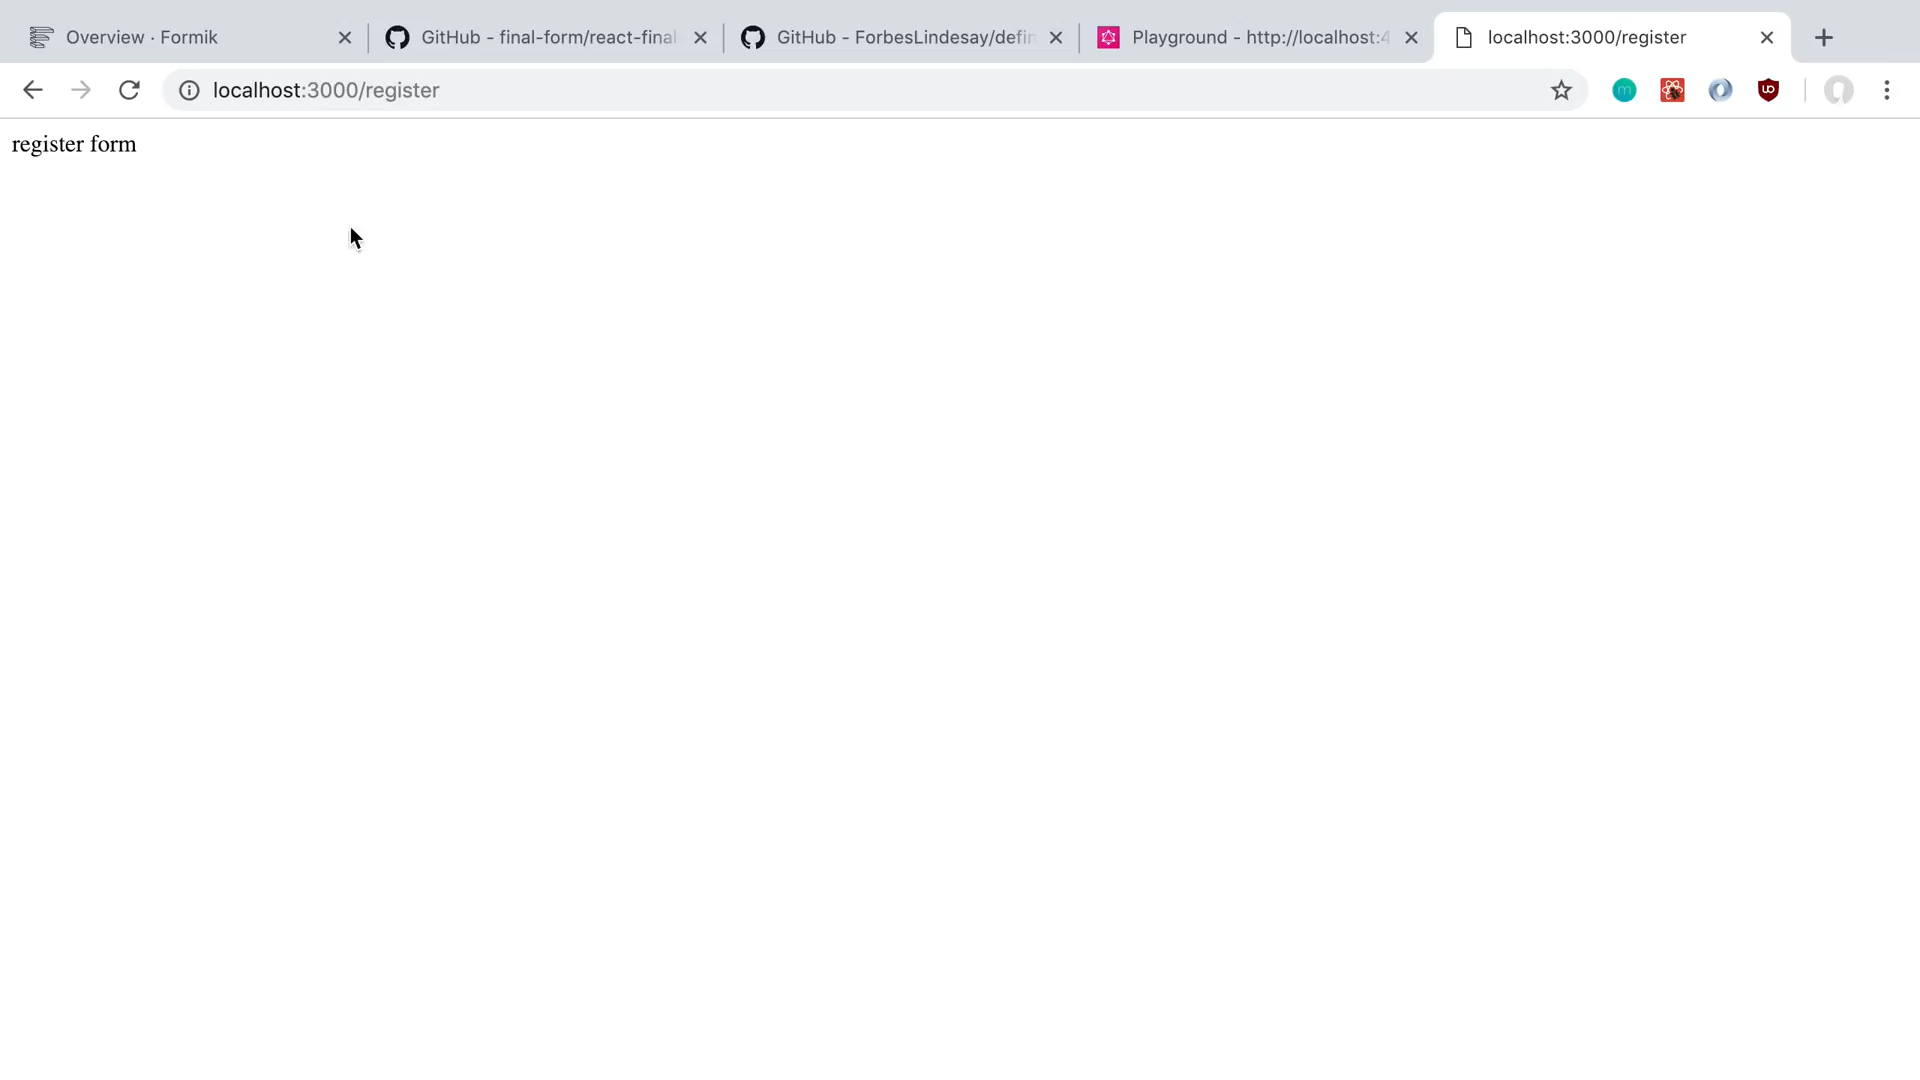 Overview · Formik
GitHub - final-form/react-final
GitHub - ForbesLindesay/defin
Playground - http://localhost:4
localhost:3000/register
localhost:3000/register
register form